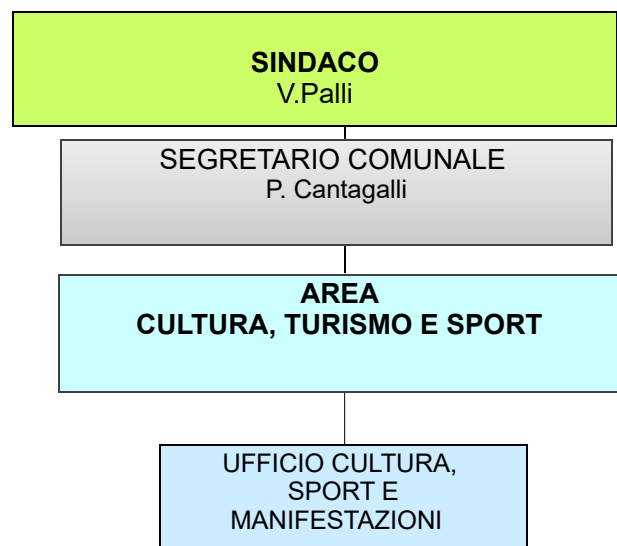 SINDACO
V.Palli
SEGRETARIO COMUNALE
P. Cantagalli
AREA
CULTURA, TURISMO E SPORT
UFFICIO CULTURA,
SPORT E
MANIFESTAZIONI